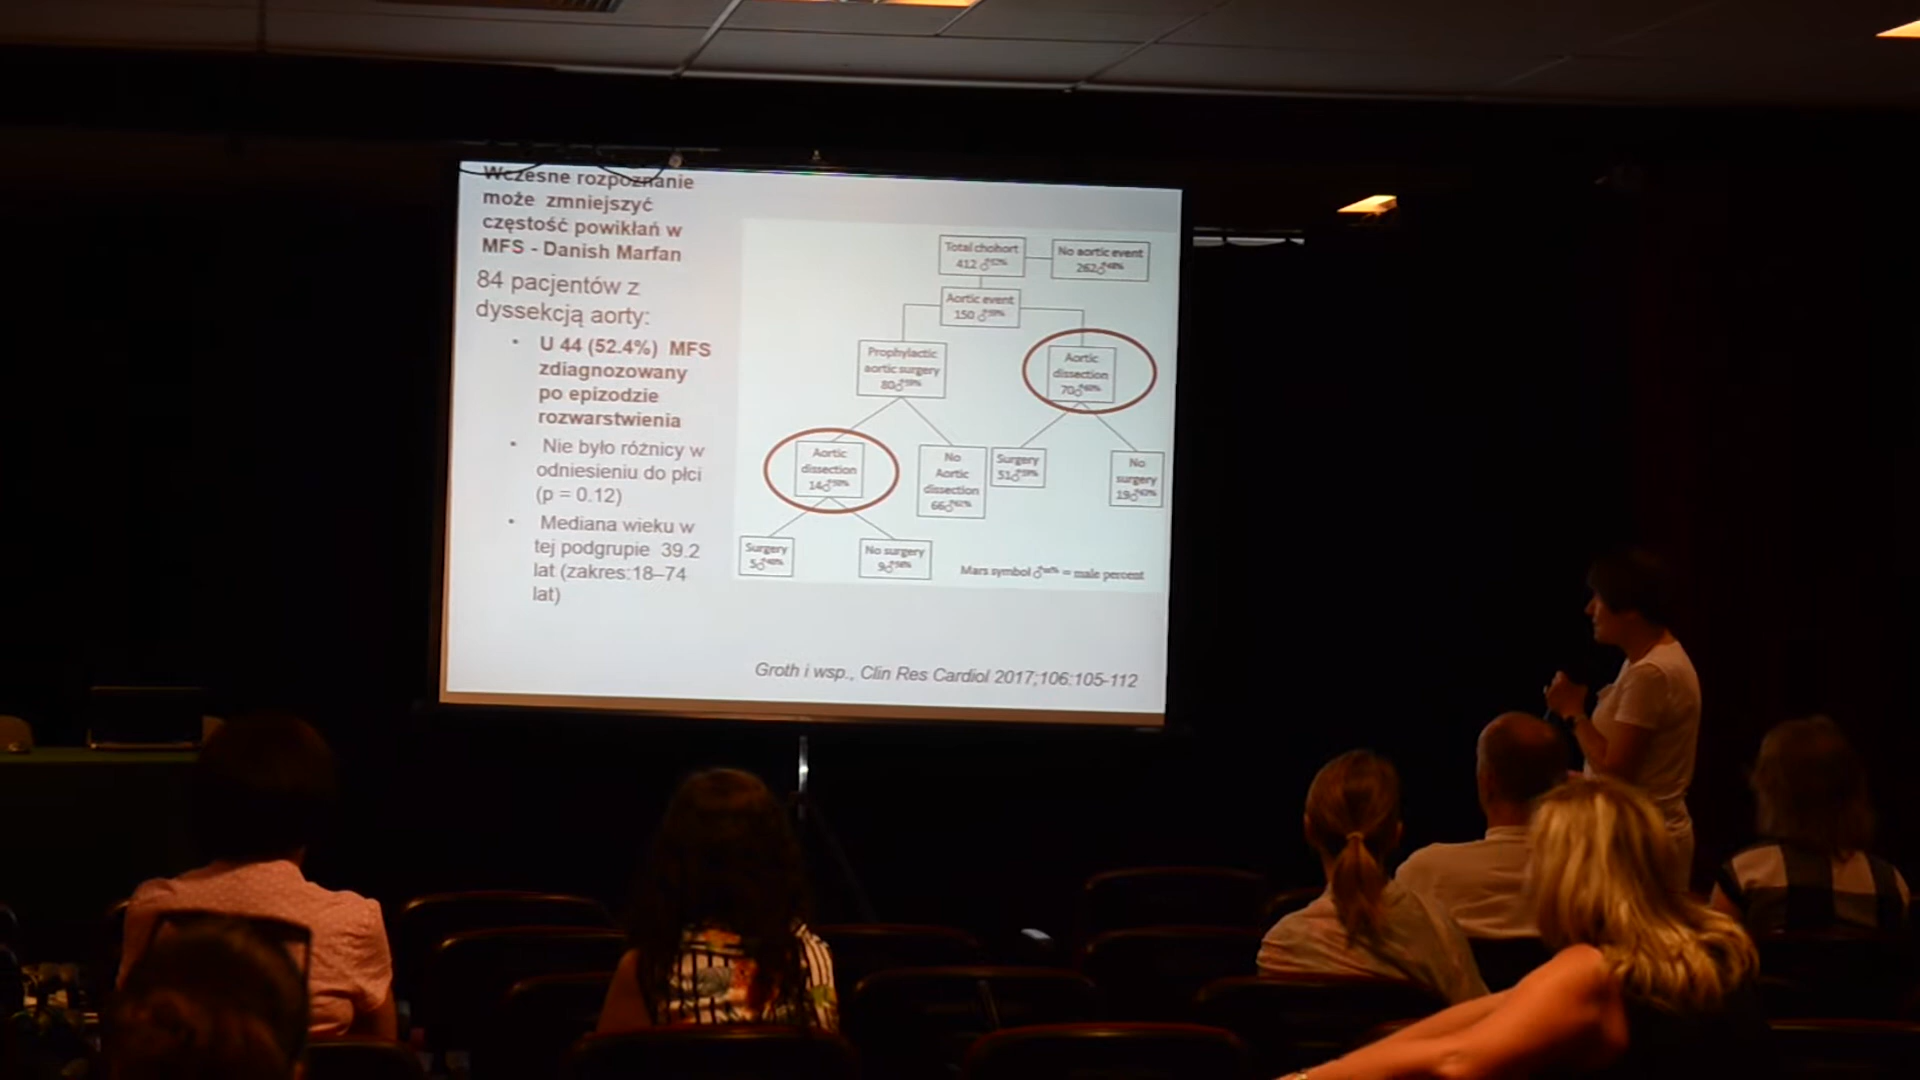 Wczesne rozpoznanie
może zmniejszyć
częstość powikłań w
MFS - Danish Marfan
84 pacjentów z
dyssekcją aorty:
• U 44 (52.4%) MFS
zdiagnozowany
po epizodzie
rozwarstwienia
• Nie było różnicy w
odniesieniu do płci
(p = 0.12)
• Mediana wieku w
tej podgrupie 39.2
lat (zakres:18–74
lat)
Total chohort
412 ♂
No aortic event
262♂
Aortic event
150 ♂
Prophylactic
aortic surgery
80♂
Aortic
dissection
70♂
Aortic
dissection
14♂
No
Aortic
dissection
66♂
Surgery
51♂
No
surgery
19♂
Surgery
5♂
No surgery
9♂
Mars symbol ♂ = male percent
Groth i wsp., Clin Res Cardiol 2017;106:105-112